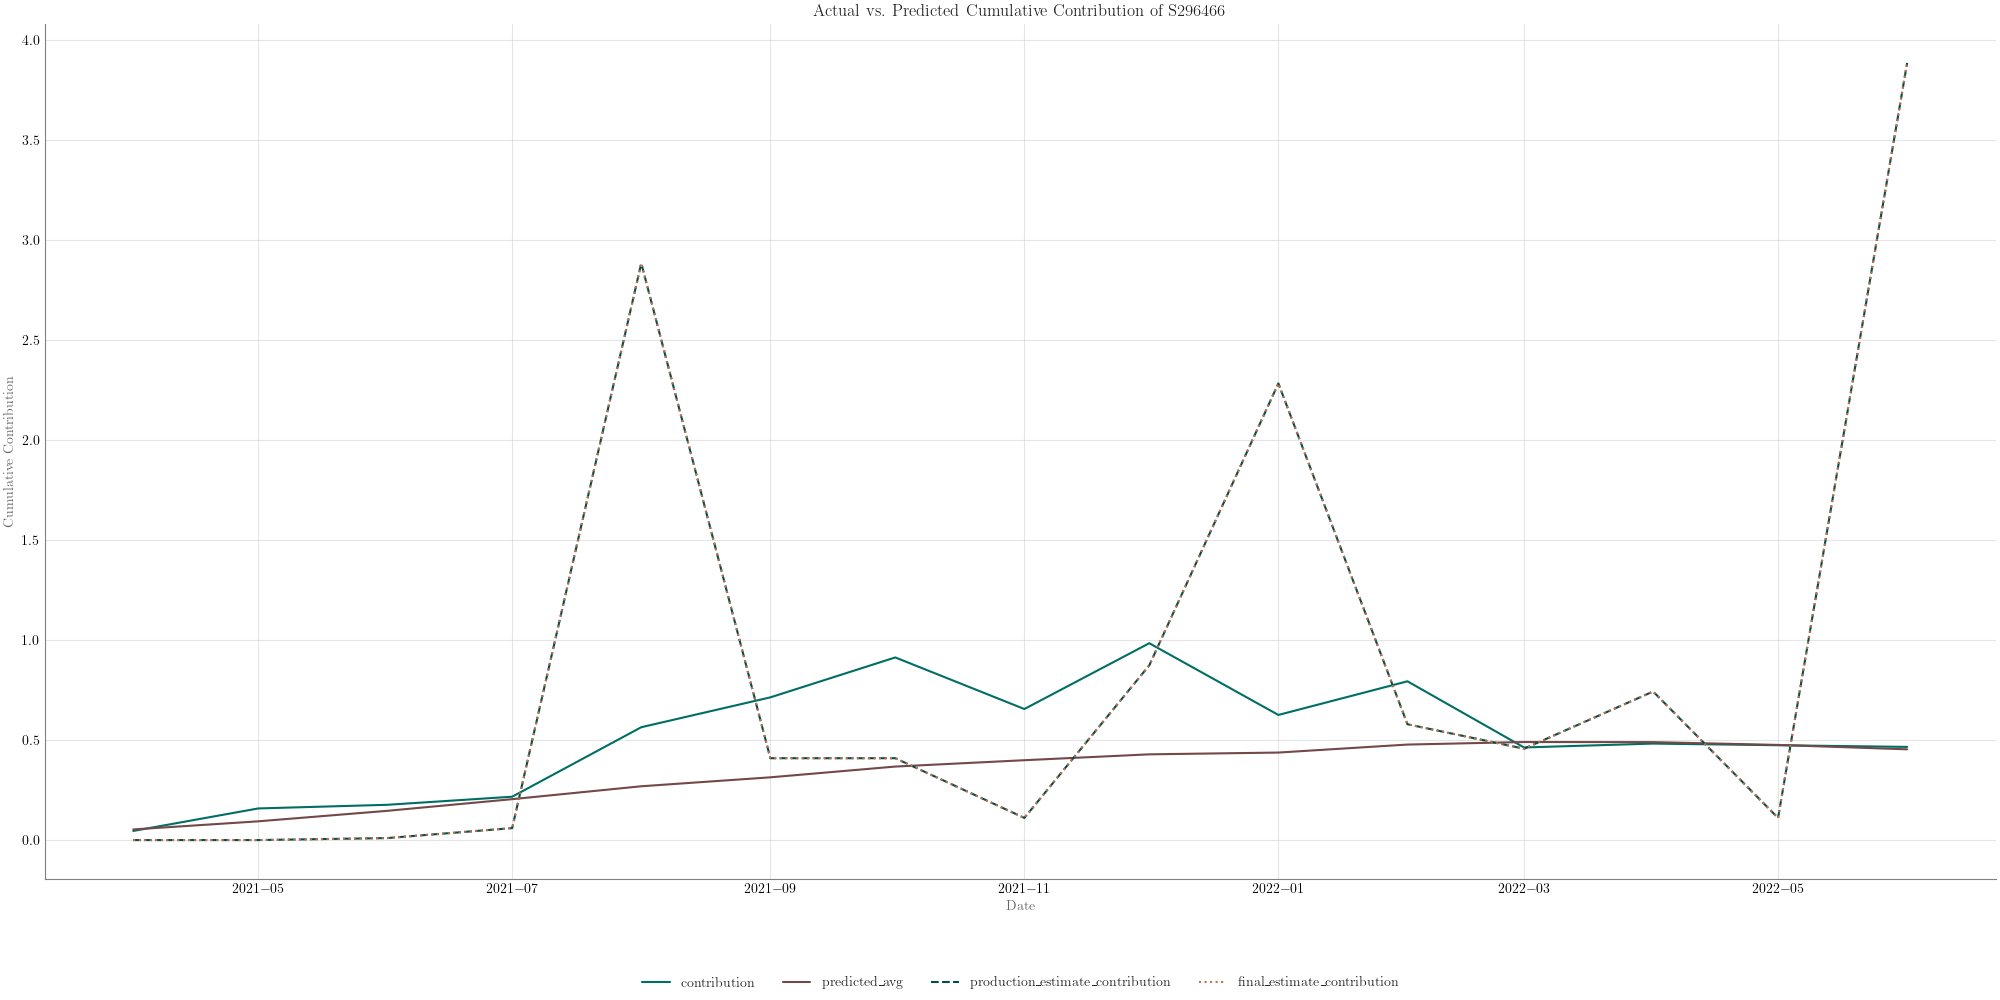 Actual vs. Predicted Cumulative Contribution of S296466
4.0
3.5
3.0
2.5
2.0
1.5
1.0
0.5
0.0
Cumulative Contribution
2021−05 2021−07 2021−09 2021−11 2022−01 2022−03 2022−05
Date
contribution predicted_avg production_estimate_contribution final_estimate_contribution